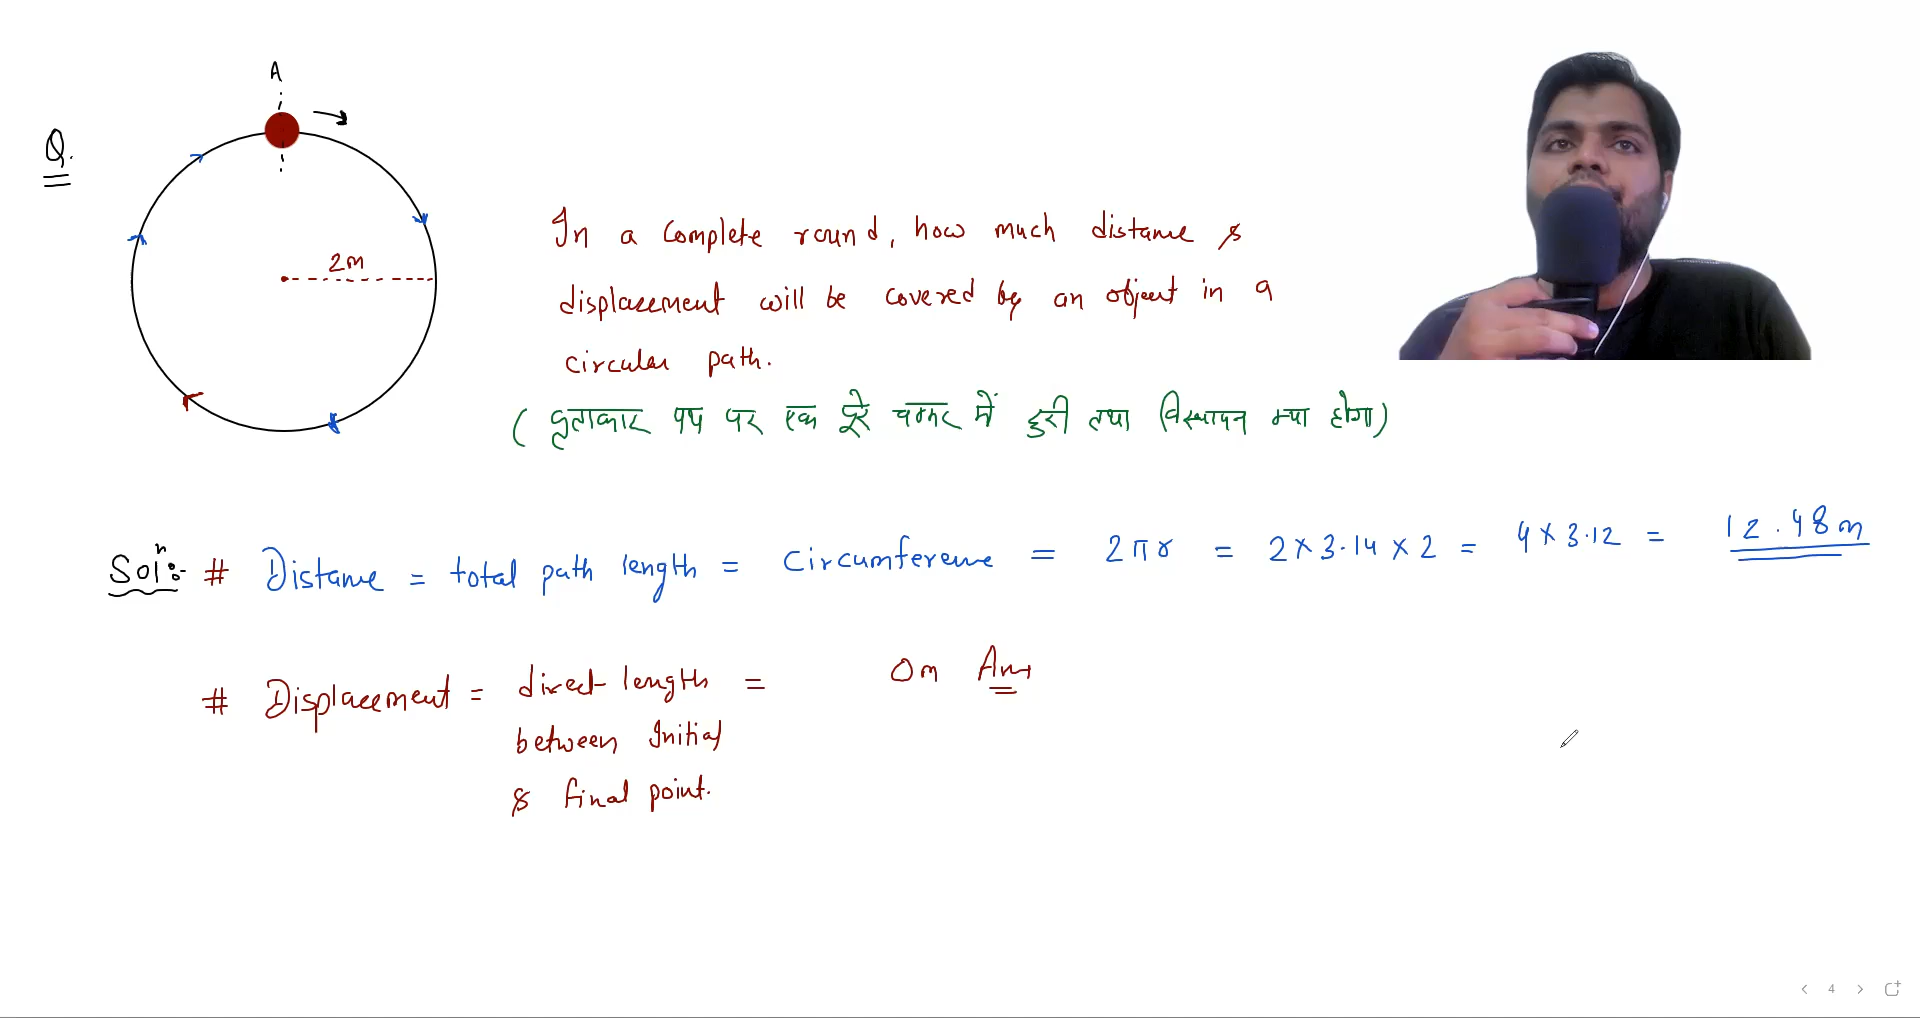 A
Q.
2m
In a complete round, how much distance &
displacement will be covered by an object in a
circular path.
( वृताकार पथ पर एक पूरे चक्कर में दुरी तथा विस्थापन क्या होगा)
Solⁿ:- # Distance = total path length = circumference = 2πr = 2×3.14×2 = 4×3.12 = 12.48m
# Displacement = direct length = 0m Ans
between Initial
& final point.
4